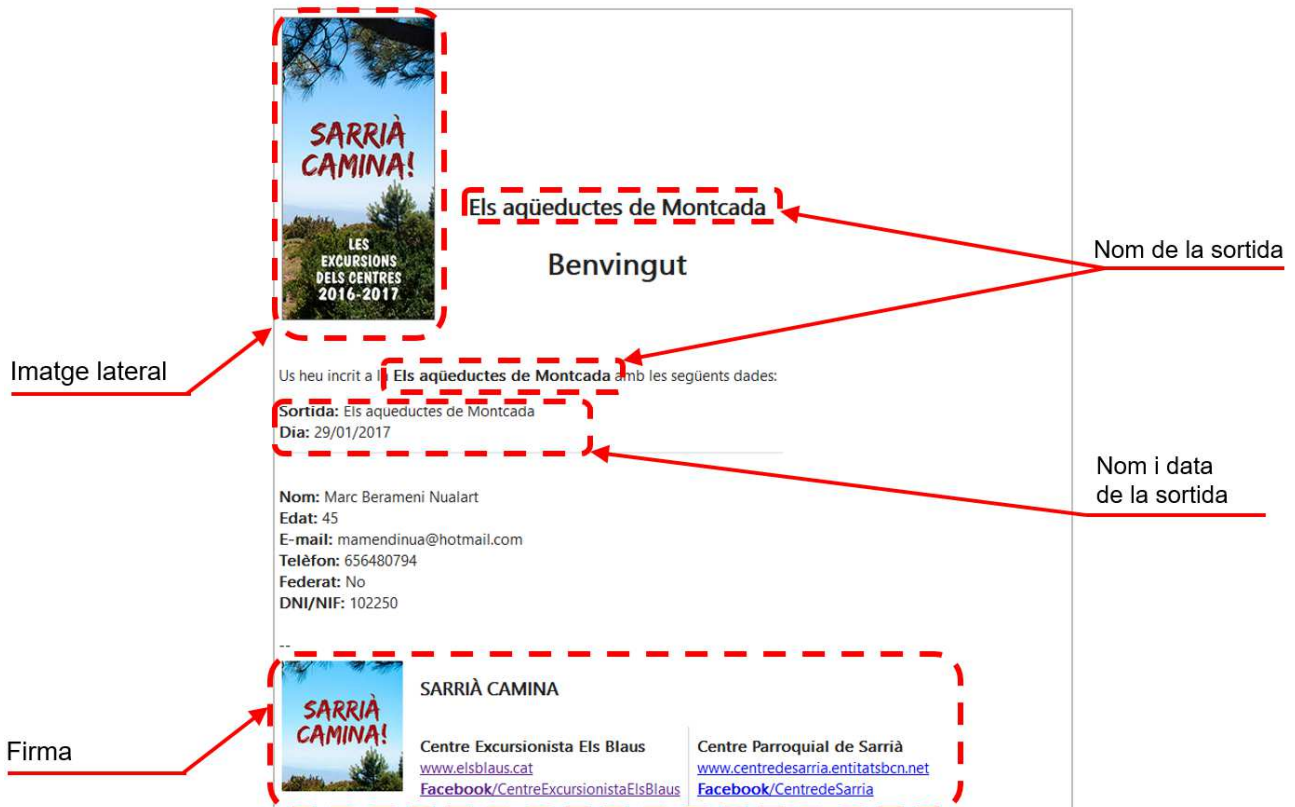 SARRIÀ
CAMINA!
LES
EXCURSIONS
DELS CENTRES
2016-2017
Els aqüeductes de Montcada
Benvingut
Nom de la sortida
Imatge lateral
Us heu incrit a la Els aqüeductes de Montcada amb les següents dades:
Sortida: Els aqüeductes de Montcada
Dia: 29/01/2017
Nom i data
de la sortida
Nom: Marc Berameni Nualart
Edat: 45
E-mail: mamendinua@hotmail.com
Telèfon: 656480794
Federat: No
DNI/NIF: 102250
--
SARRIÀ
CAMINA!
SARRIÀ CAMINA
Firma
Centre Excursionista Els Blaus
www.elsblaus.cat
Facebook/CentreExcursionistaElsBlaus
Centre Parroquial de Sarrià
www.centredesarria.entitatsbcn.net
Facebook/CentredeSarria